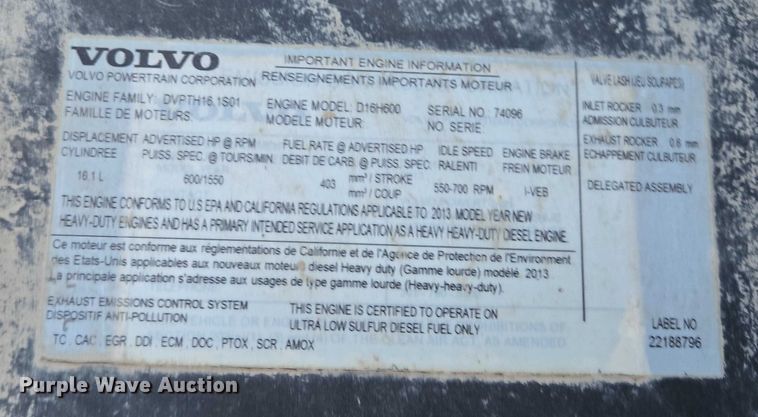 VOLVO
VOLVO POWERTRAIN CORPORATION
IMPORTANT ENGINE INFORMATION
RENSEIGNEMENTS IMPORTANTS MOTEUR
ENGINE FAMILY: DVPTH16.1S01
FAMILLE DE MOTEURS:
ENGINE MODEL: D16H600
MODELE MOTEUR:
SERIAL NO: 74096
NO. SERIE:
DISPLACEMENT ADVERTISED HP @ RPM FUEL RATE @ ADVERTISED HP IDLE SPEED ENGINE BRAKE
CYLINDREE PUISS. SPEC. @ TOURS/MIN. DEBIT DE CARB. @ PUISS. SPEC. RALENTI FREIN MOTEUR
16.1 L 600/1550 403 mm³ / STROKE
mm³ / COUP 550-700 RPM I-VEB
THIS ENGINE CONFORMS TO U.S EPA AND CALIFORNIA REGULATIONS APPLICABLE TO 2013 MODEL YEAR NEW
HEAVY-DUTY ENGINES AND HAS A PRIMARY INTENDED SERVICE APPLICATION AS A HEAVY HEAVY-DUTY DIESEL ENGINE.
Ce moteur est conforme aux réglementations de Californie et de l'Agence de Protection de l'Environment
des Etats-Unis applicables aux nouveaux moteurs diesel Heavy duty (Gamme lourde) modèle 2013
La principale application s'adresse aux usages de type gamme lourde (Heavy-heavy-duty).
EXHAUST EMISSIONS CONTROL SYSTEM
DISPOSITIF ANTI-POLLUTION
THIS ENGINE IS CERTIFIED TO OPERATE ON
ULTRA LOW SULFUR DIESEL FUEL ONLY
TC , CAC , EGR , DDI , ECM , DOC , PTOX , SCR , AMOX
VALVE LASH (JEU SOUPAPES)
INLET ROCKER 0.3 mm
ADMISSION CULBUTEUR
EXHAUST ROCKER 0.6 mm
ECHAPPEMENT CULBUTEUR
DELEGATED ASSEMBLY
LABEL NO
22188796
Purple Wave Auction